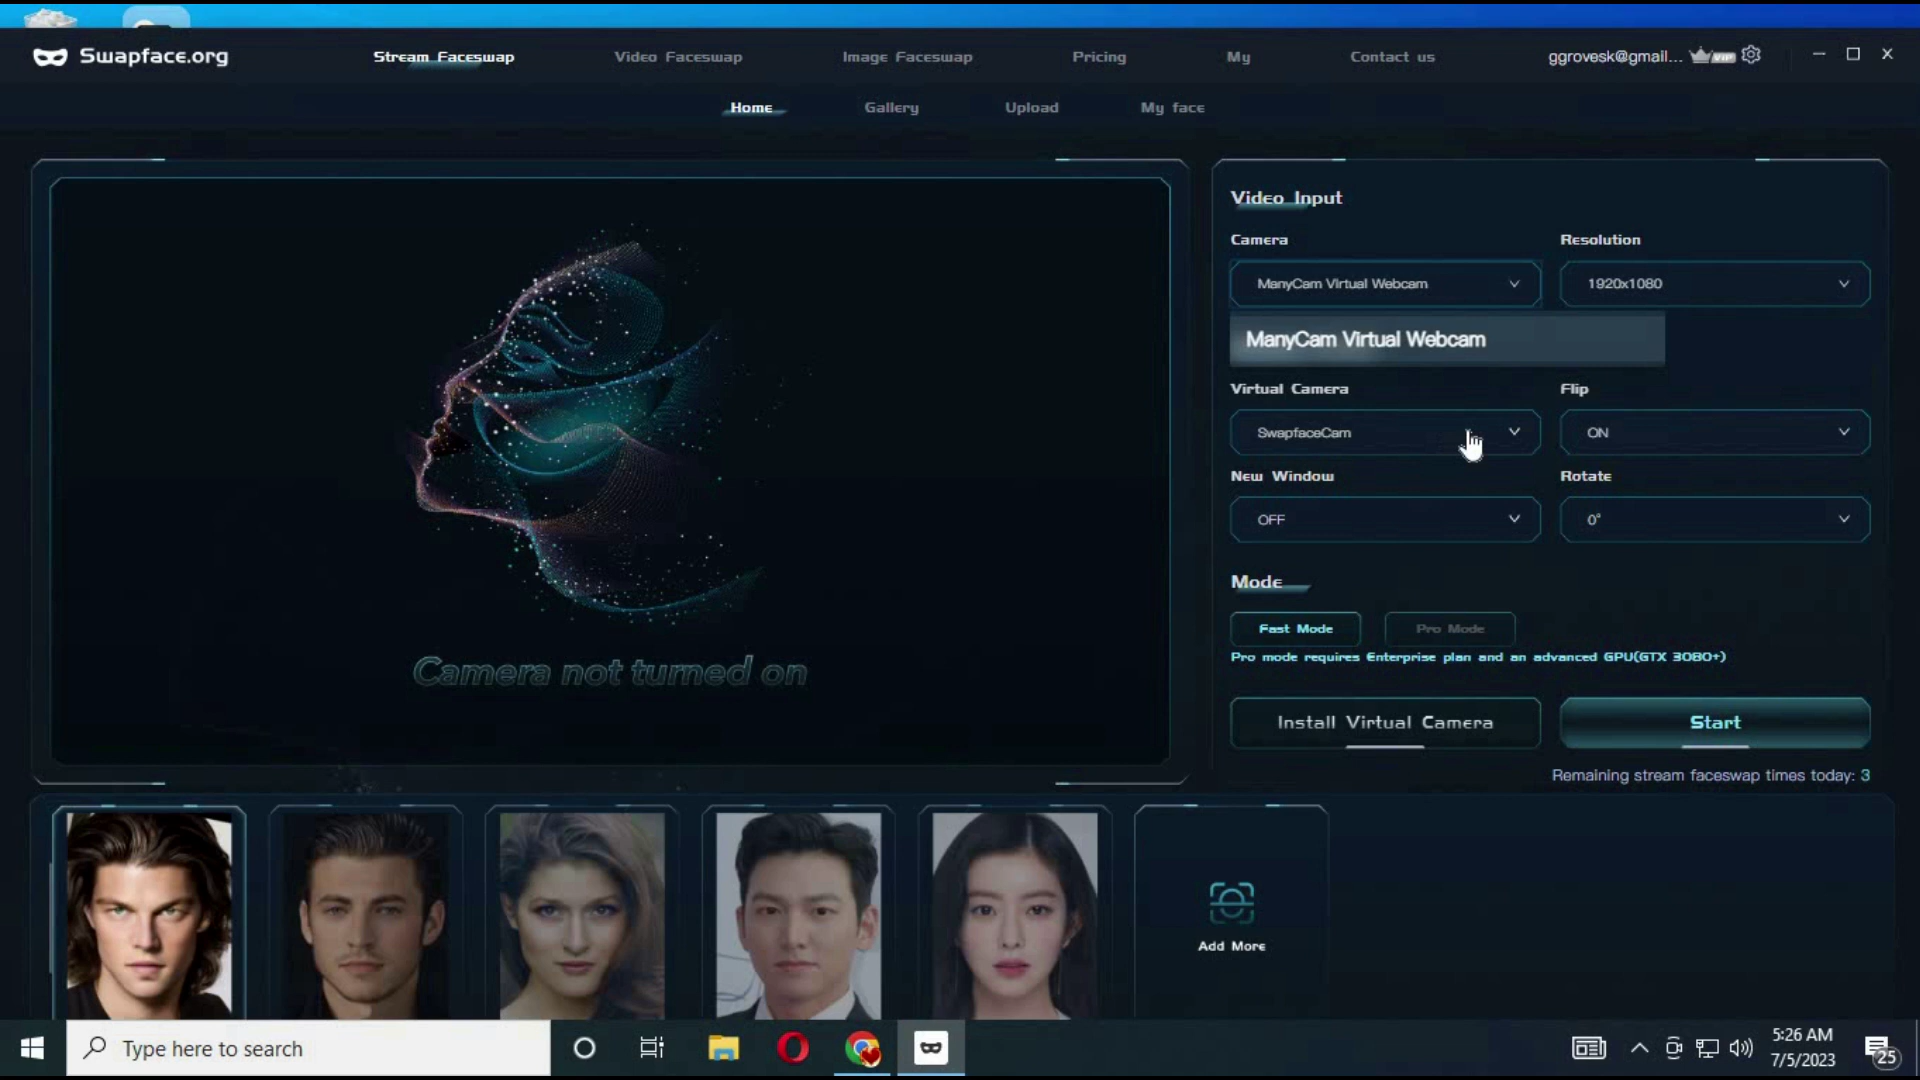 Swapface.org
Stream Faceswap
Video Faceswap
Image Faceswap
Pricing
My
Contact us
ggrovesk@gmail...
VIP
Home
Gallery
Upload
My face
Video Input
Camera
Resolution
ManyCam Virtual Webcam
1920x1080
ManyCam Virtual Webcam
Virtual Camera
Flip
SwapfaceCam
ON
New Window
Rotate
OFF
0°
Mode
Fast Mode
Pro Mode
Pro mode requires Enterprise plan and an advanced GPU(GTX 3080+)
Camera not turned on
Install Virtual Camera
Start
Remaining stream faceswap times today: 3
Add More
Type here to search
5:26 AM
7/5/2023
25